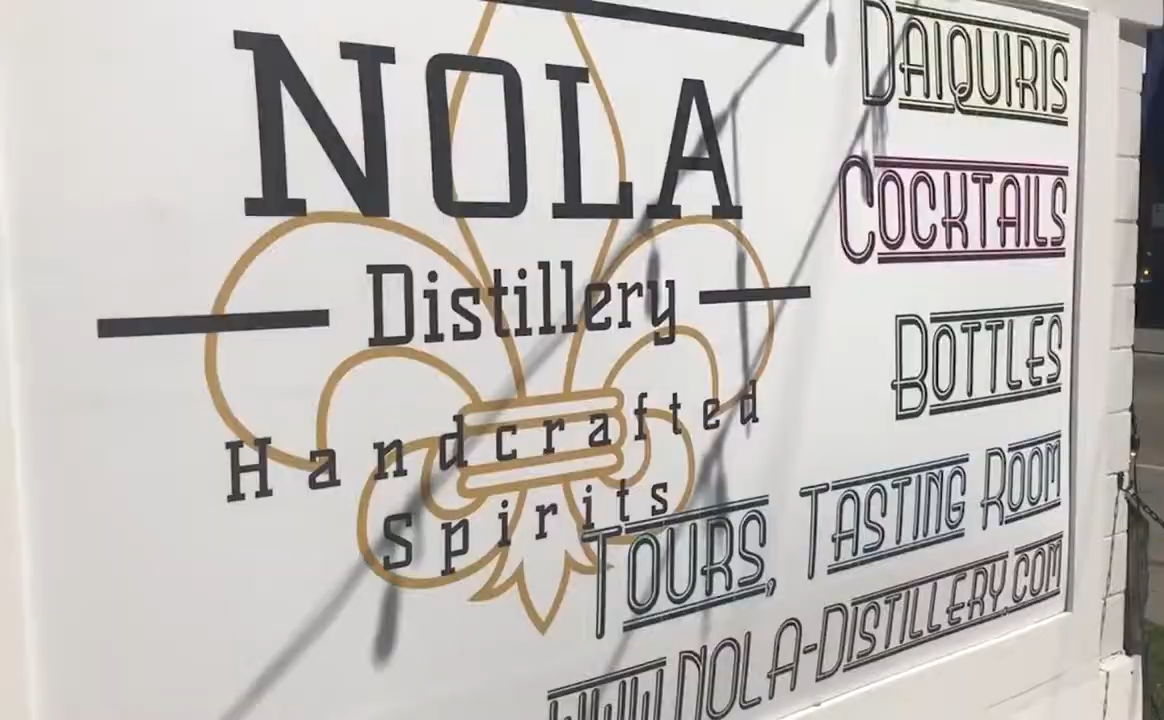 NOLA
Distillery
Handcrafted
Spirits
Daiquiris
Cocktails
Bottles
Tours, Tasting Room
www.NOLA-Distillery.com